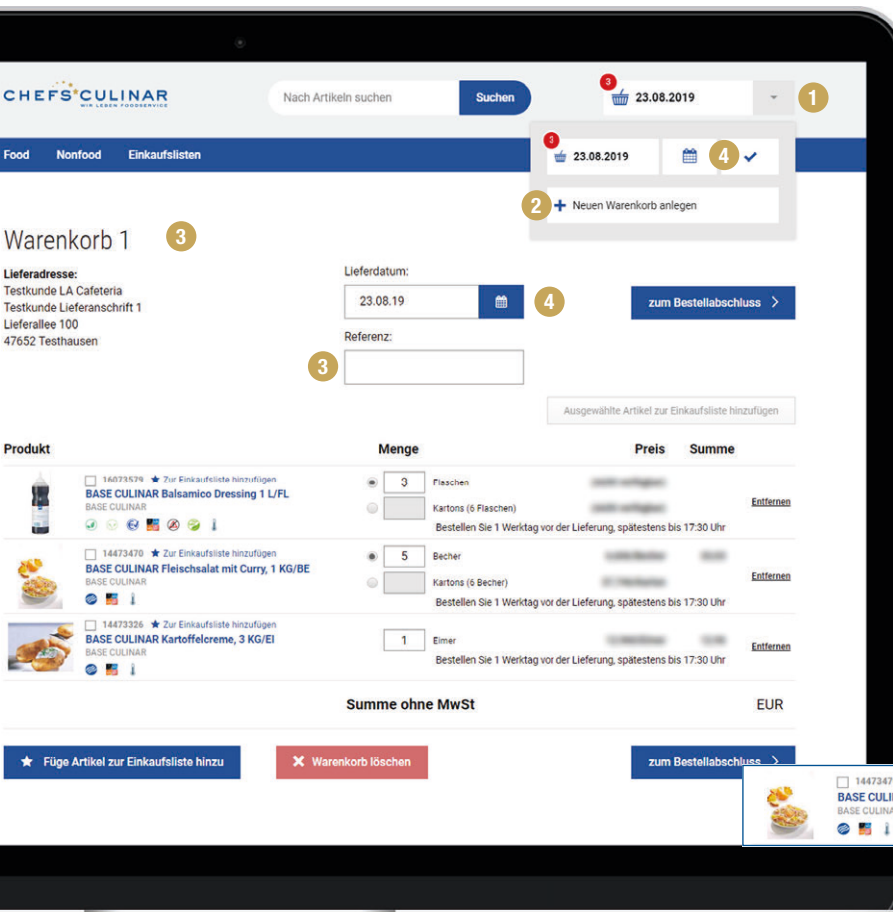 CHEFS CULINAR
WIR LEBEN FOODSERVICE
Nach Artikeln suchen
Suchen
3
23.08.2019
1
Food
Nonfood
Einkaufslisten
3
23.08.2019
4
2
Neuen Warenkorb anlegen
Warenkorb 1
3
Lieferadresse:
Testkunde LA Cafeteria
Testkunde Lieferanschrift 1
Lieferallee 100
47652 Testhausen
Lieferdatum:
23.08.19
4
zum Bestellabschluss
Referenz:
3
Ausgewählte Artikel zur Einkaufsliste hinzufügen
Produkt
Menge
Preis
Summe
16073579 Zur Einkaufsliste hinzufügen
BASE CULINAR Balsamico Dressing 1 L/FL
BASE CULINAR
3 Flaschen
Kartons (6 Flaschen)
Entfernen
Bestellen Sie 1 Werktag vor der Lieferung, spätestens bis 17:30 Uhr
14473470 Zur Einkaufsliste hinzufügen
BASE CULINAR Fleischsalat mit Curry, 1 KG/BE
BASE CULINAR
5 Becher
Kartons (6 Becher)
Entfernen
Bestellen Sie 1 Werktag vor der Lieferung, spätestens bis 17:30 Uhr
14473326 Zur Einkaufsliste hinzufügen
BASE CULINAR Kartoffelcreme, 3 KG/EI
BASE CULINAR
1 Eimer
Entfernen
Bestellen Sie 1 Werktag vor der Lieferung, spätestens bis 17:30 Uhr
Summe ohne MwSt
EUR
Füge Artikel zur Einkaufsliste hinzu
Warenkorb löschen
zum Bestellabschluss
1447347
BASE CULI
BASE CULINA